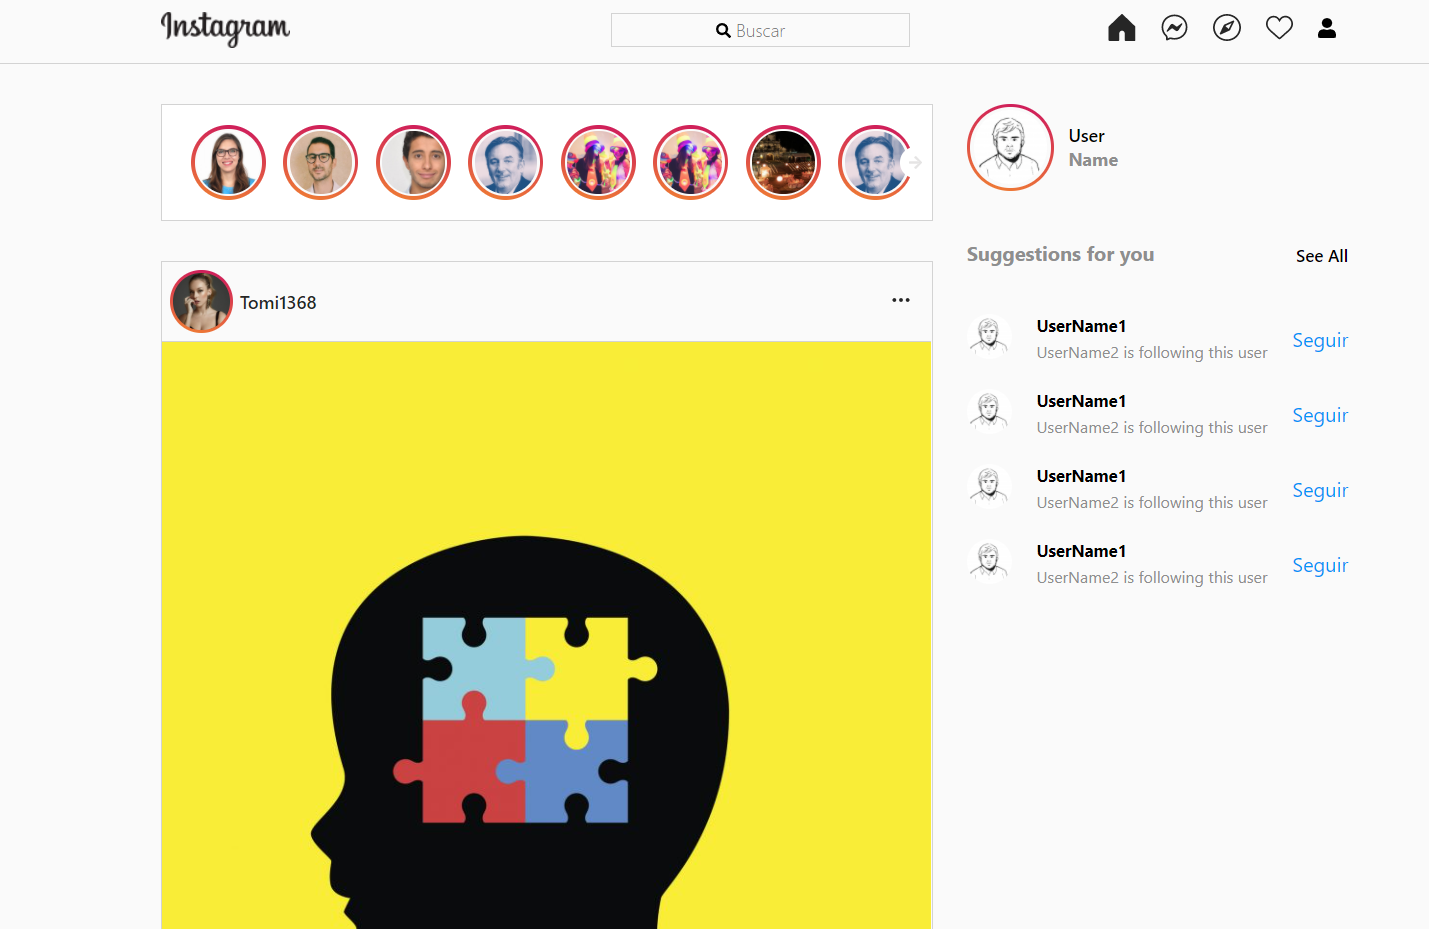 Instagram
Buscar
User
Name
Suggestions for you
See All
Tomi1368
UserName1
UserName2 is following this user
Seguir
UserName1
UserName2 is following this user
Seguir
UserName1
UserName2 is following this user
Seguir
UserName1
UserName2 is following this user
Seguir